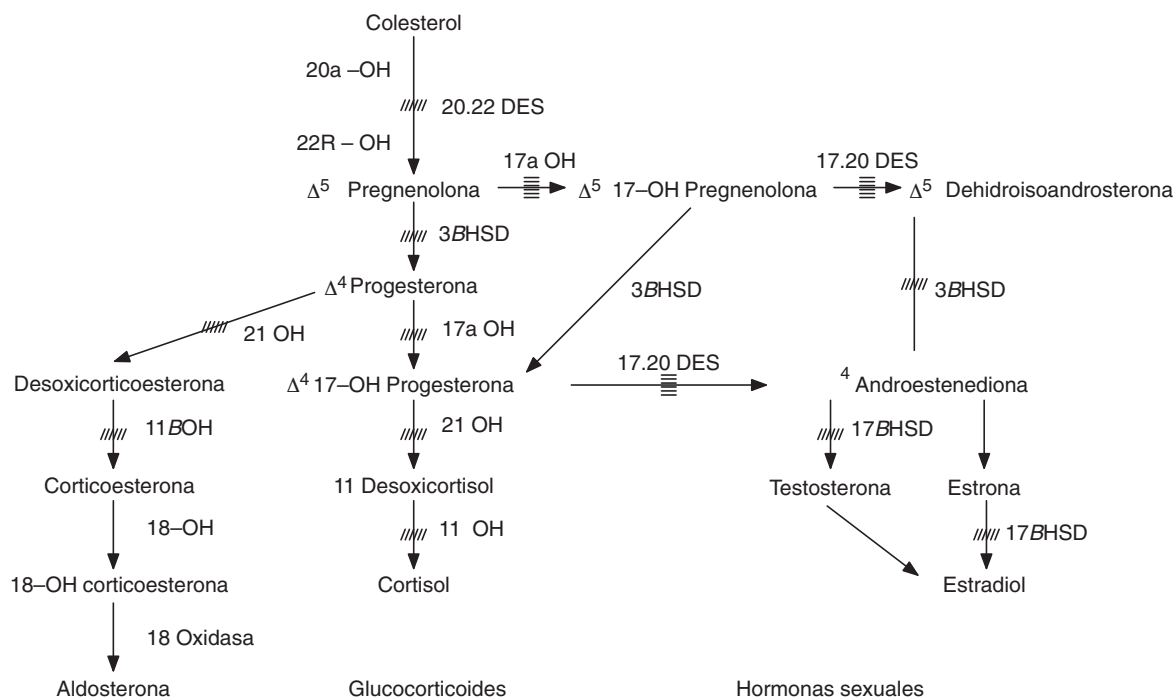 Colesterol
20a –OH
20.22 DES
22R – OH
17a OH
17.20 DES
Δ⁵ Pregnenolona
Δ⁵ 17–OH Pregnenolona
Δ⁵ Dehidroisoandrosterona
3BHSD
3BHSD
3BHSD
Δ⁴ Progesterona
21 OH
17a OH
17.20 DES
Desoxicorticoesterona
Δ⁴ 17–OH Progesterona
⁴ Androestenediona
11BOH
21 OH
17BHSD
Corticoesterona
11 Desoxicortisol
Testosterona
Estrona
18–OH
11 OH
17BHSD
18–OH corticoesterona
Cortisol
Estradiol
18 Oxidasa
Aldosterona
Glucocorticoides
Hormonas sexuales